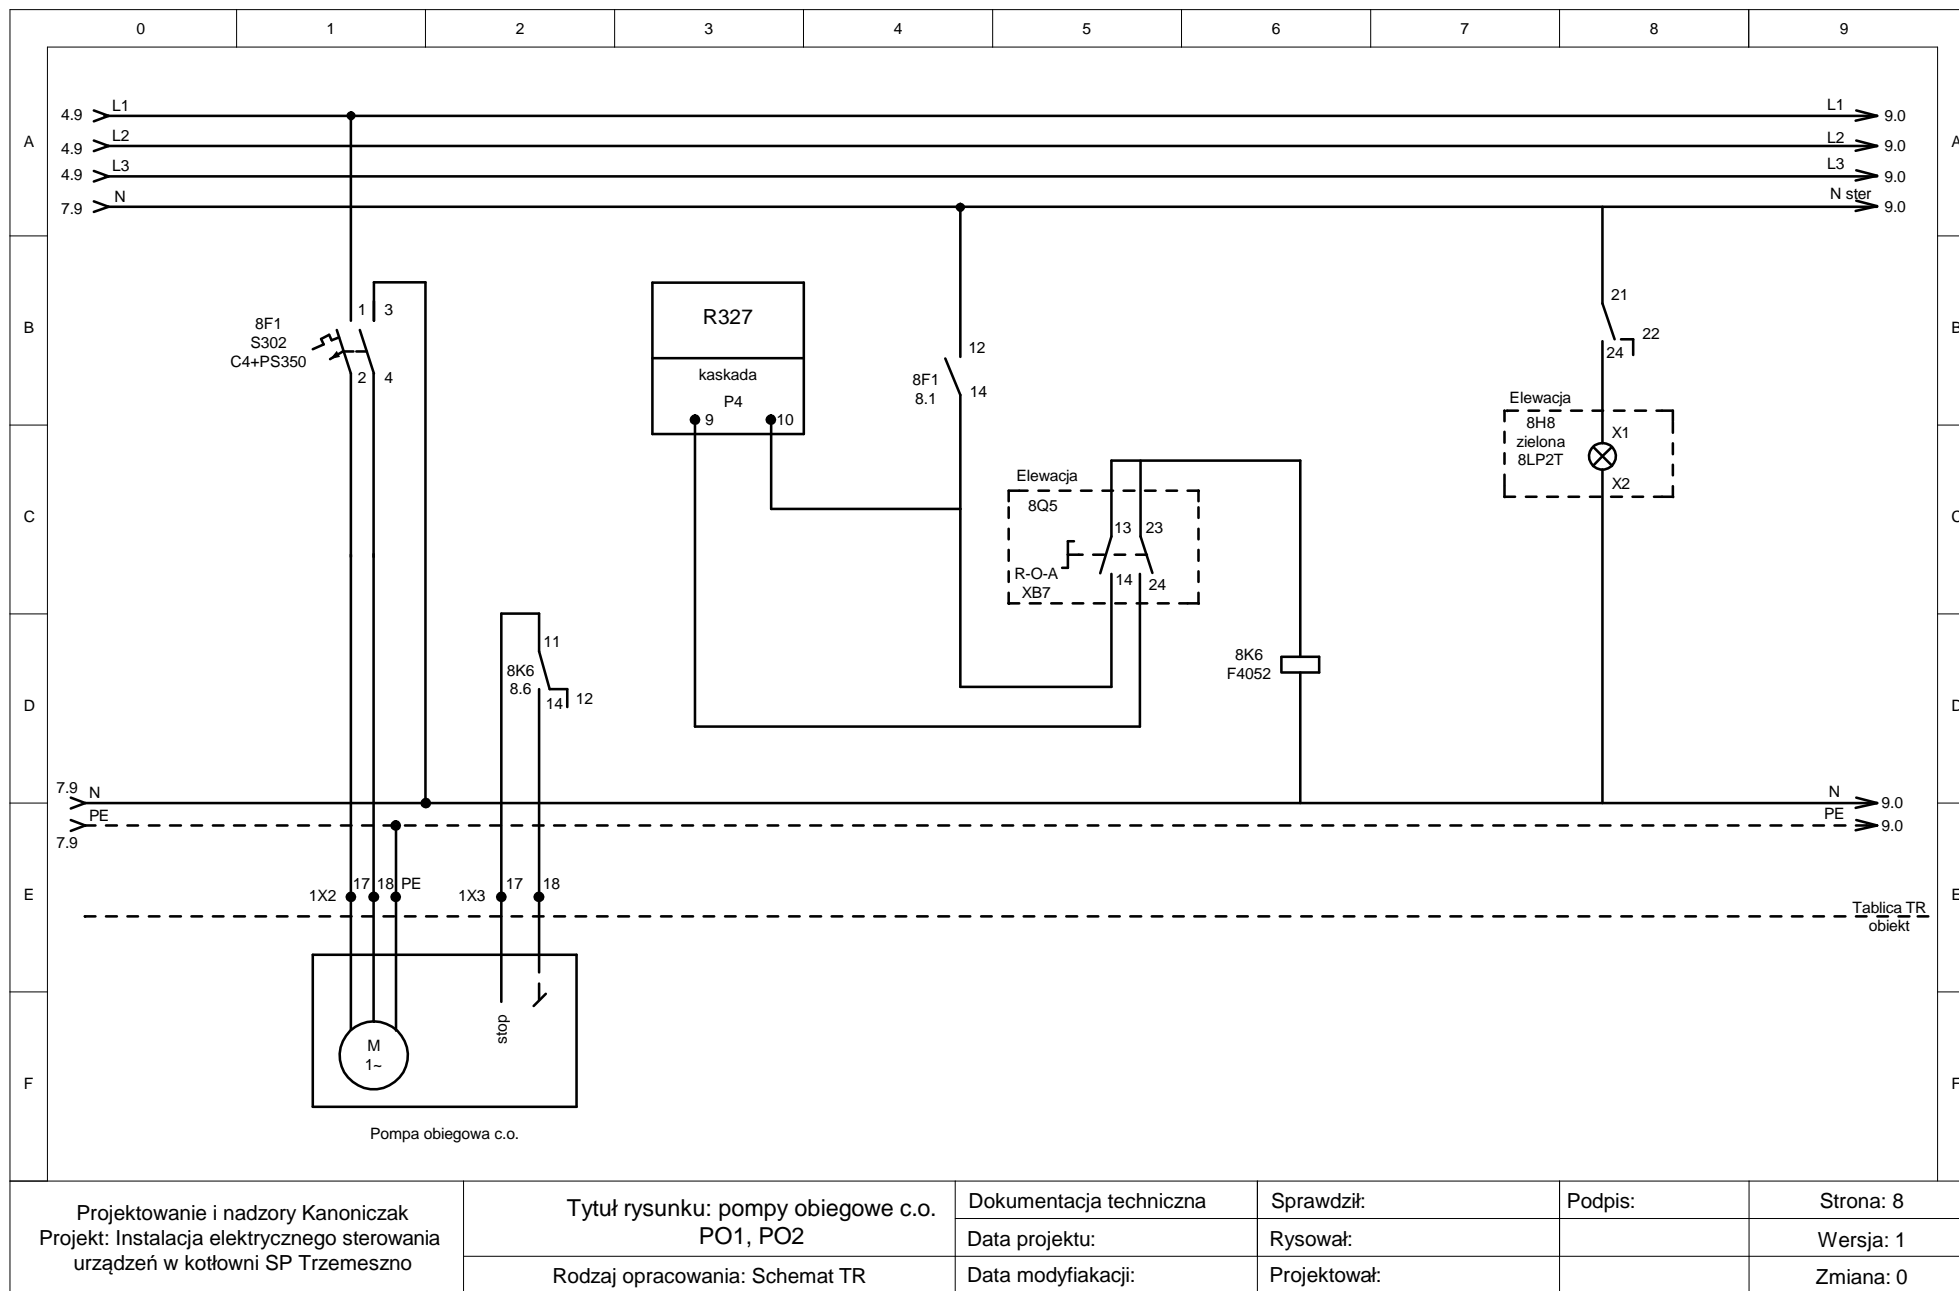 0 1 2 3 4 5 6 7 8 9
4.9 L1 L1 9.0
A A
4.9 L2 L2 9.0
4.9 L3 L3 9.0
7.9 N N ster 9.0
B B
8F1
S302
C4+PS350
1 3
2 4
R327
kaskada
P4
9 10
12
8F1
8.1
14
21
22
24
Elewacja
8H8
zielona
8LP2T
X1
X2
C C
Elewacja
8Q5
13 23
R-O-A
XB7
14 24
D D
11
8K6
8.6
14 12
8K6
F4052
7.9 N N 9.0
PE PE 9.0
7.9
E E
1X2 17 18 PE
1X3 17 18
Tablica TR
obiekt
stop
M
1~
F F
Pompa obiegowa c.o.
Projektowanie i nadzory Kanoniczak
Projekt: Instalacja elektrycznego sterowania
urządzeń w kotłowni SP Trzemeszno
Tytuł rysunku: pompy obiegowe c.o.
PO1, PO2
Rodzaj opracowania: Schemat TR
Dokumentacja techniczna
Data projektu:
Data modyfiakacji:
Sprawdził:
Rysował:
Projektował:
Podpis:
Strona: 8
Wersja: 1
Zmiana: 0